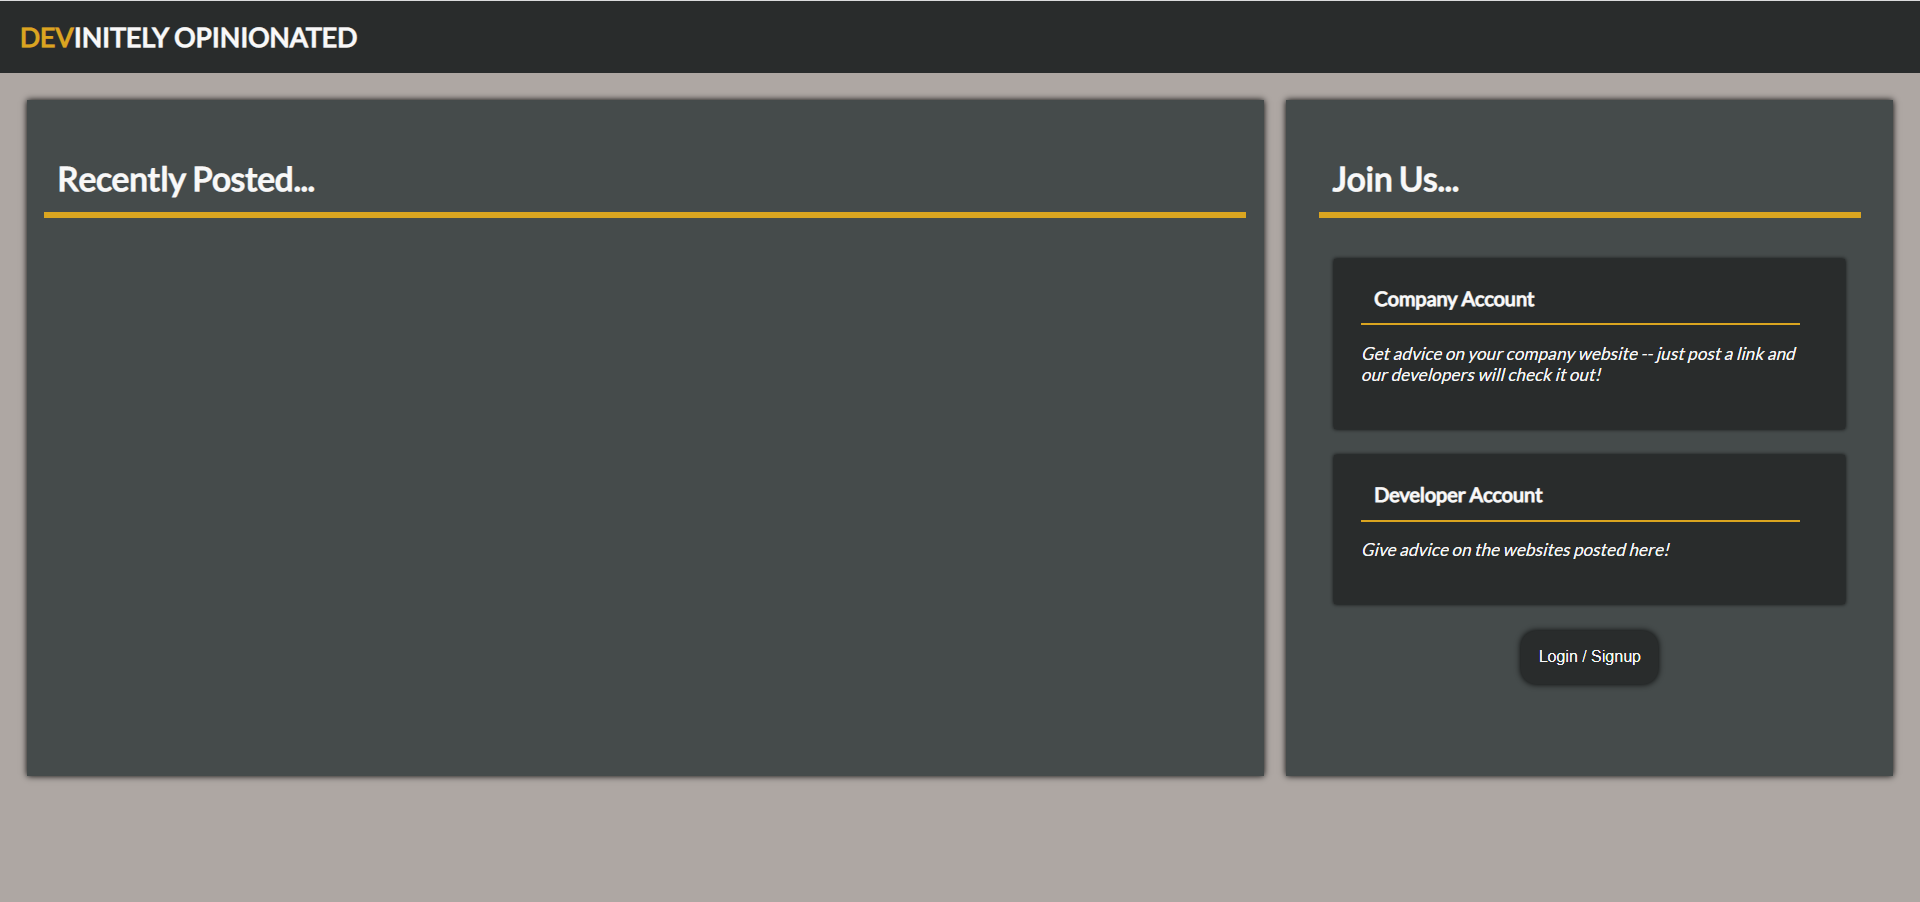 DEVINITELY OPINIONATED
Recently Posted...
Join Us...
Company Account
Get advice on your company website -- just post a link and
our developers will check it out!
Developer Account
Give advice on the websites posted here!
Login / Signup